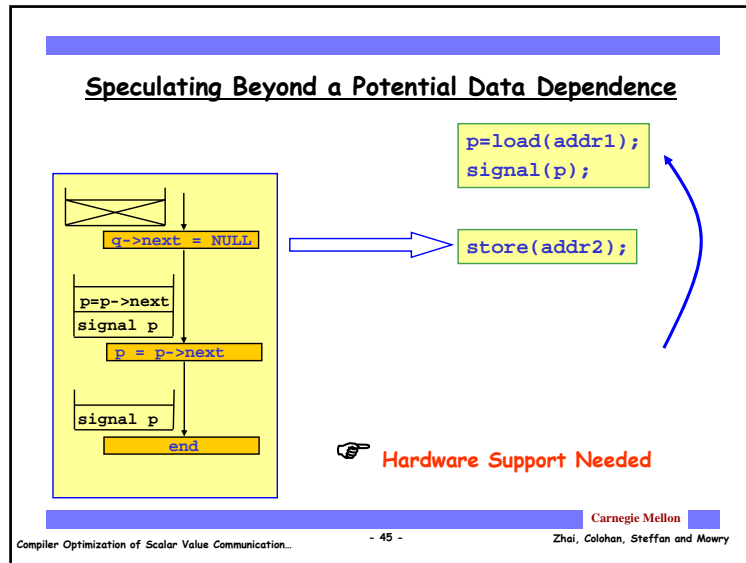 Speculating Beyond a Potential Data Dependence
p=load(addr1);
signal(p);
q->next = NULL
store(addr2);
p=p->next
signal p
p = p->next
signal p
end
☞ Hardware Support Needed
Carnegie Mellon
Compiler Optimization of Scalar Value Communication…
- 45 -
Zhai, Colohan, Steffan and Mowry